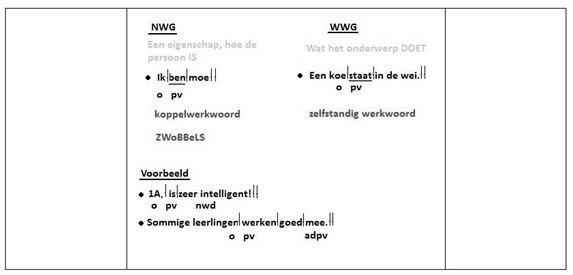 NWG
WWG
Een eigenschap, hoe de
persoon IS
Wat het onderwerp DOET
• Ik|ben|moe||
o pv
• Een koe|staat|in de wei.||
o pv
koppelwerkwoord
zelfstandig werkwoord
ZWoBBeLS
Voorbeeld
• 1A.|is|zeer intelligent!||
o pv nwd
• Sommige leerlingen|werken|goed|mee.||
o pv adpv